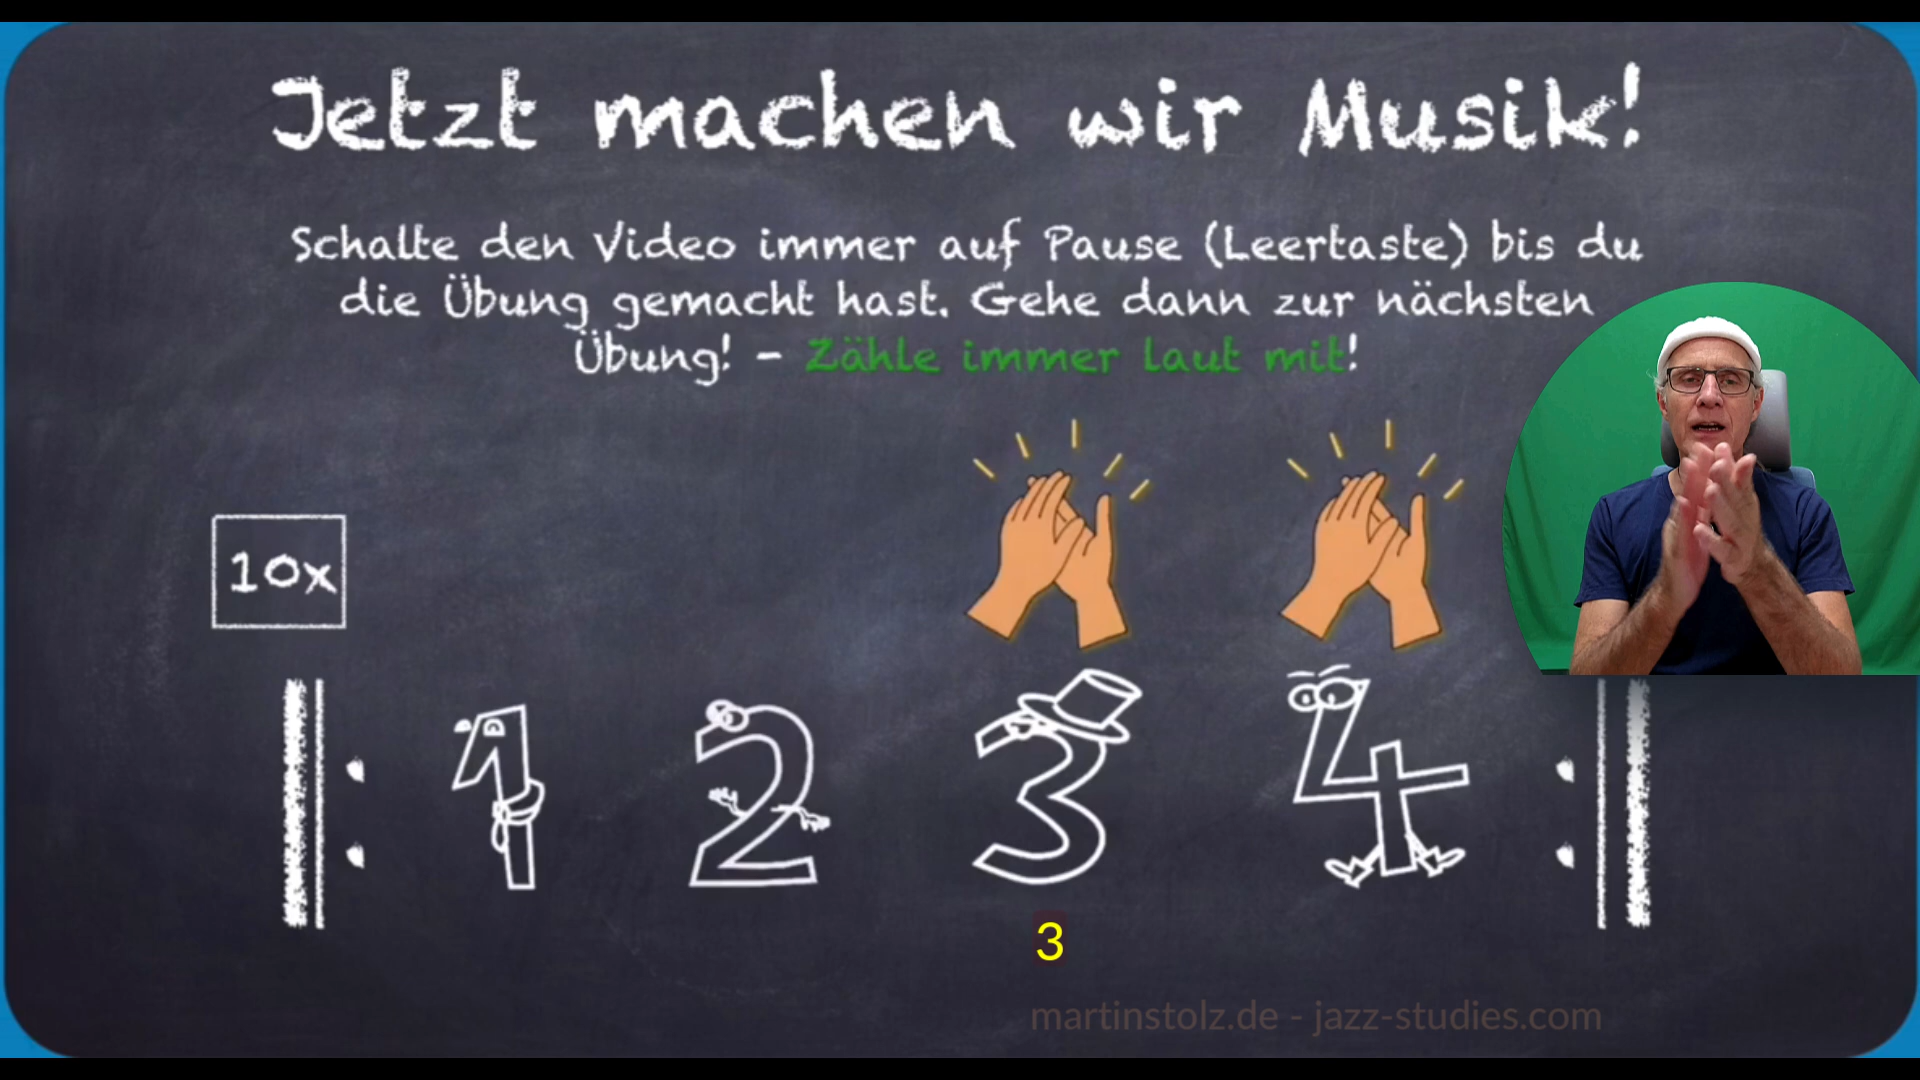 Jetzt machen wir Musik!
Schalte den Video immer auf Pause (Leertaste) bis du
die Übung gemacht hast. Gehe dann zur nächsten
Übung! - Zähle immer laut mit!
10x
1 2 3 4
3
martinstolz.de - jazz-studies.com